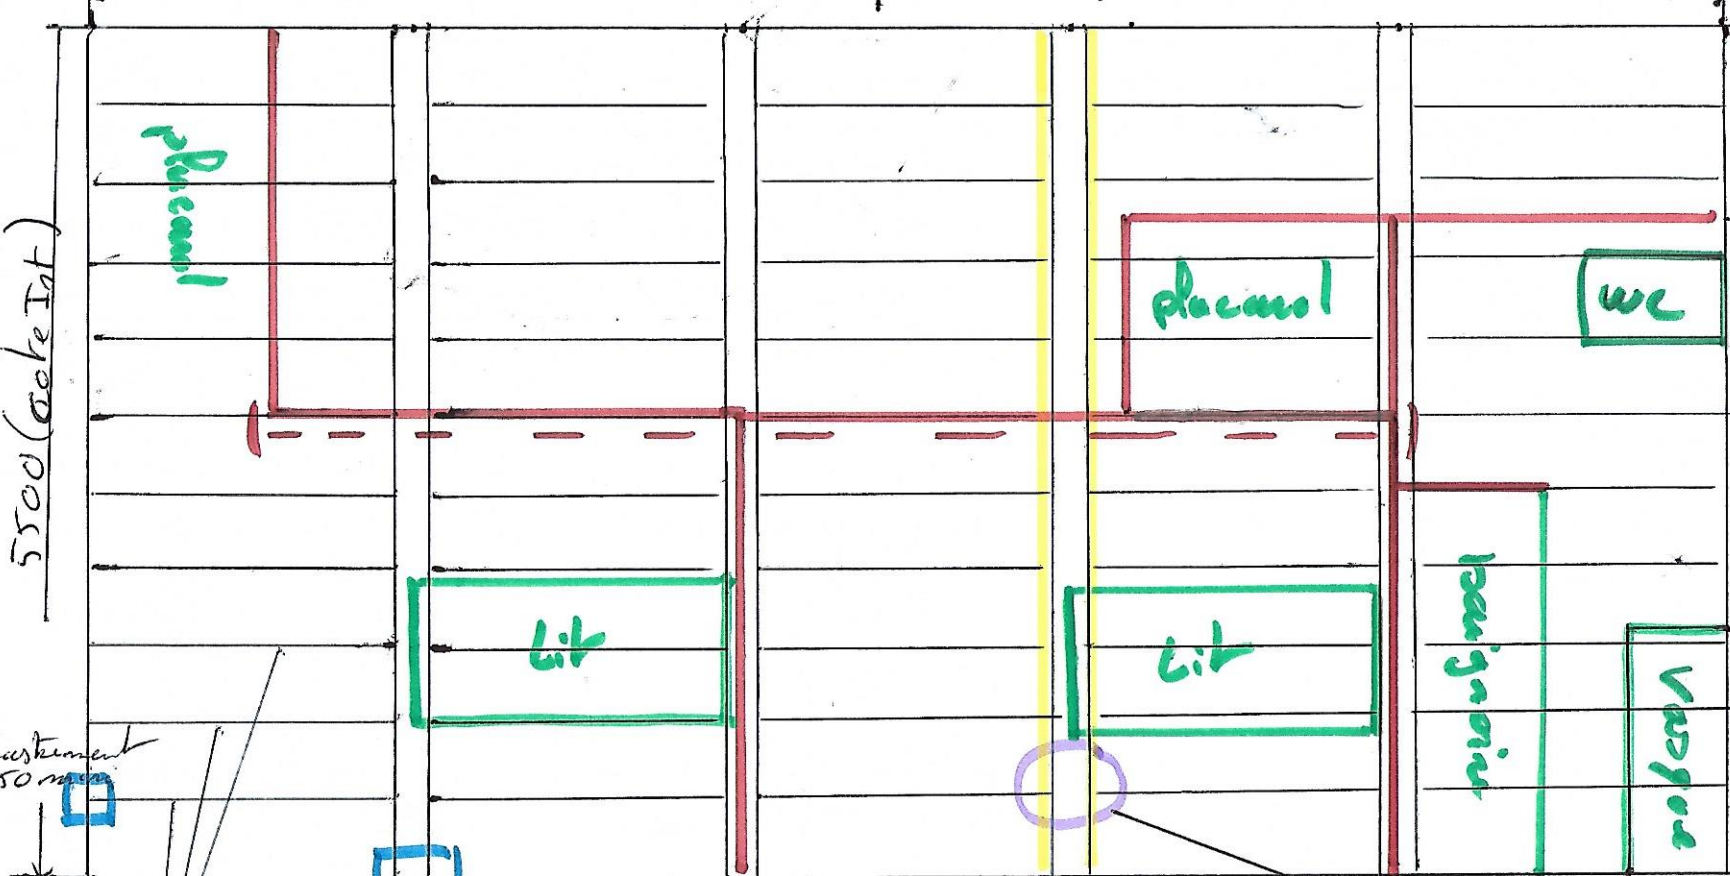 placard
placard
wc
5500 (cote Int)
Lit
Lit
baignoire
Vasque
50 mm